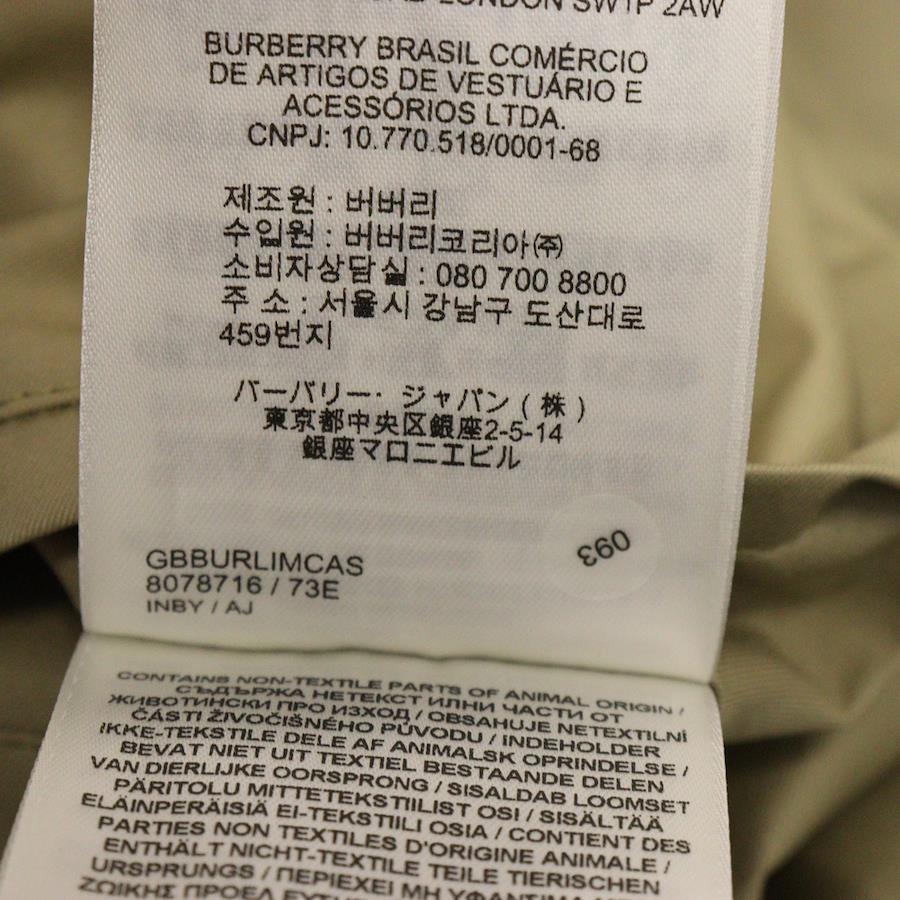 LONDON SW1P 2AW
BURBERRY BRASIL COMÉRCIO
DE ARTIGOS DE VESTUÁRIO E
ACESSÓRIOS LTDA.
CNPJ: 10.770.518/0001-68
제조원 : 버버리
수입원 : 버버리코리아㈜
소비자상담실 : 080 700 8800
주 소 : 서울시 강남구 도산대로
459번지
バーバリー· ジャパン ( 株 )
東京都中央区銀座2-5-14
銀座マロニエビル
093
GBBURLIMCAS
8078716 / 73E
INBY / AJ
CONTAINS NON-TEXTILE PARTS OF ANIMAL ORIGIN /
СЪДЪРЖА НЕТЕКСТ ИЛНИ ЧАСТИ ОТ
ЖИВОТИНСКИ ПРО ИЗХОД / OBSAHUJE NETEXTILNÍ
ČÁSTI ŽIVOČIŠNÉHO PŮVODU / INDEHOLDER
IKKE-TEKSTILE DELE AF ANIMALSK OPRINDELSE /
BEVAT NIET UIT TEXTIEL BESTAANDE DELEN
VAN DIERLIJKE OORSPRONG / SISALDAB LOOMSET
PÄRITOLU MITTETEKSTIILIST OSI / SISÄLTÄÄ
ELÄINPERÄISIÄ EI-TEKSTIILI OSIA / CONTIENT DES
PARTIES NON TEXTILES D'ORIGINE ANIMALE /
ENTHÄLT NICHT-TEXTILE TEILE TIERISCHEN
URSPRUNGS / ΠΕΡΙΕΧΕΙ ΜΗ ΥΦΑΝΣΙΜΑ
ΖΩΙΚΗΣ ΠΡΟΕΛ